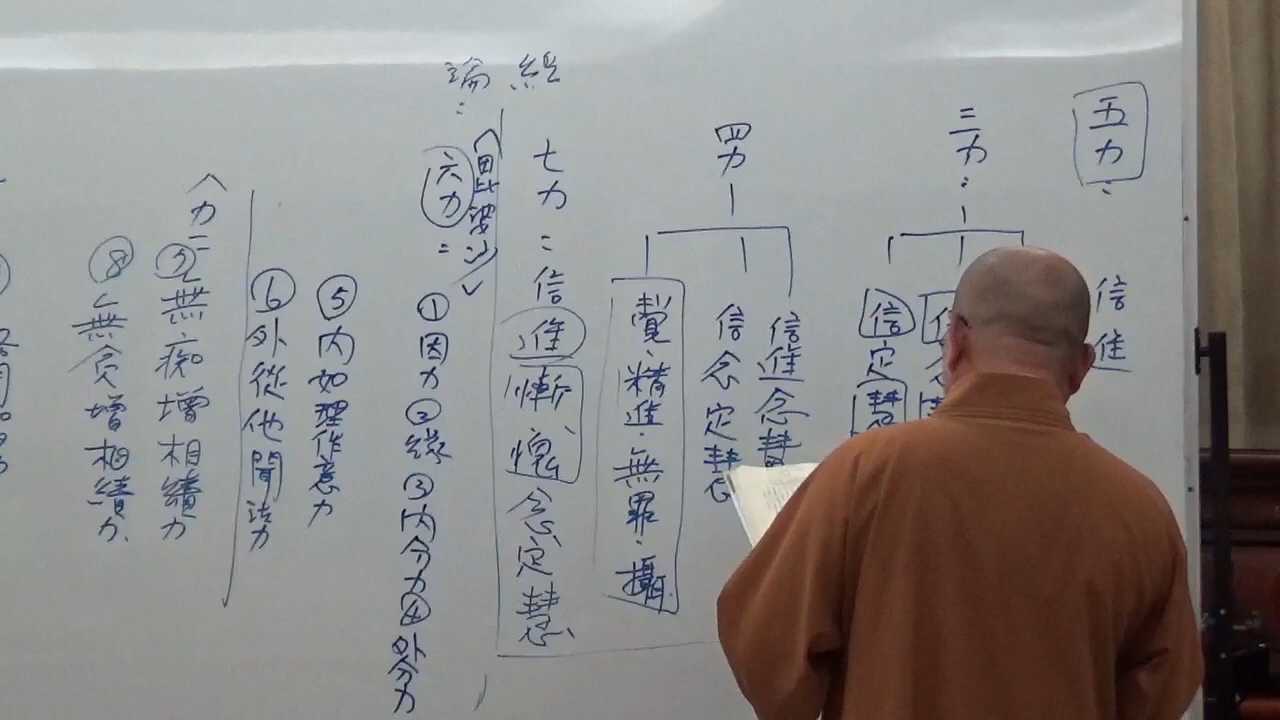 五力:
信進
三力:
信定慧
四力
信進念慧
信念定慧
覺.精進.無罪.攝
經
七力:信進慚、愧念定慧
論:
(毘婆沙)
六力:
①因力②緣③內分力④外分力
⑤內如理作意力
⑥外從他聞法力
八力=
⑦無痴增相續力
⑧無貪增相續力